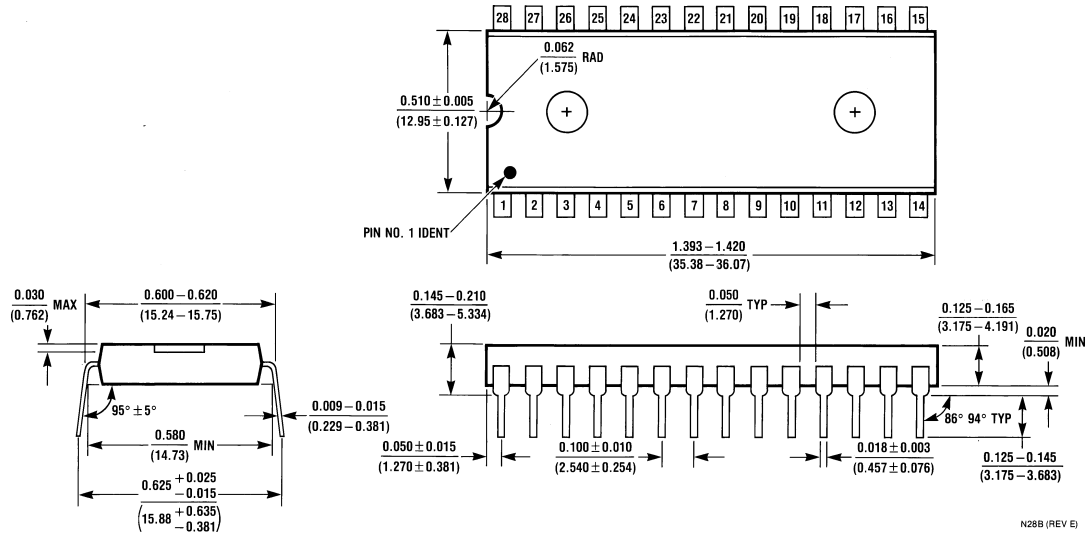 28 27 26 25 24 23 22 21 20 19 18 17 16 15
0.062
(1.575)
RAD
0.510 ± 0.005
(12.95 ± 0.127)
PIN NO. 1 IDENT
1 2 3 4 5 6 7 8 9 10 11 12 13 14
1.393 – 1.420
(35.38 – 36.07)
0.030
(0.762)
MAX
0.600 – 0.620
(15.24 – 15.75)
95° ± 5°
0.009 – 0.015
(0.229 – 0.381)
0.580
(14.73)
MIN
0.625 + 0.025
– 0.015
(15.88 + 0.635
– 0.381)
0.145 – 0.210
(3.683 – 5.334)
0.050
(1.270)
TYP
0.125 – 0.165
(3.175 – 4.191)
0.020
(0.508)
MIN
86° 94° TYP
0.050 ± 0.015
(1.270 ± 0.381)
0.100 ± 0.010
(2.540 ± 0.254)
0.018 ± 0.003
(0.457 ± 0.076)
0.125 – 0.145
(3.175 – 3.683)
N28B (REV E)